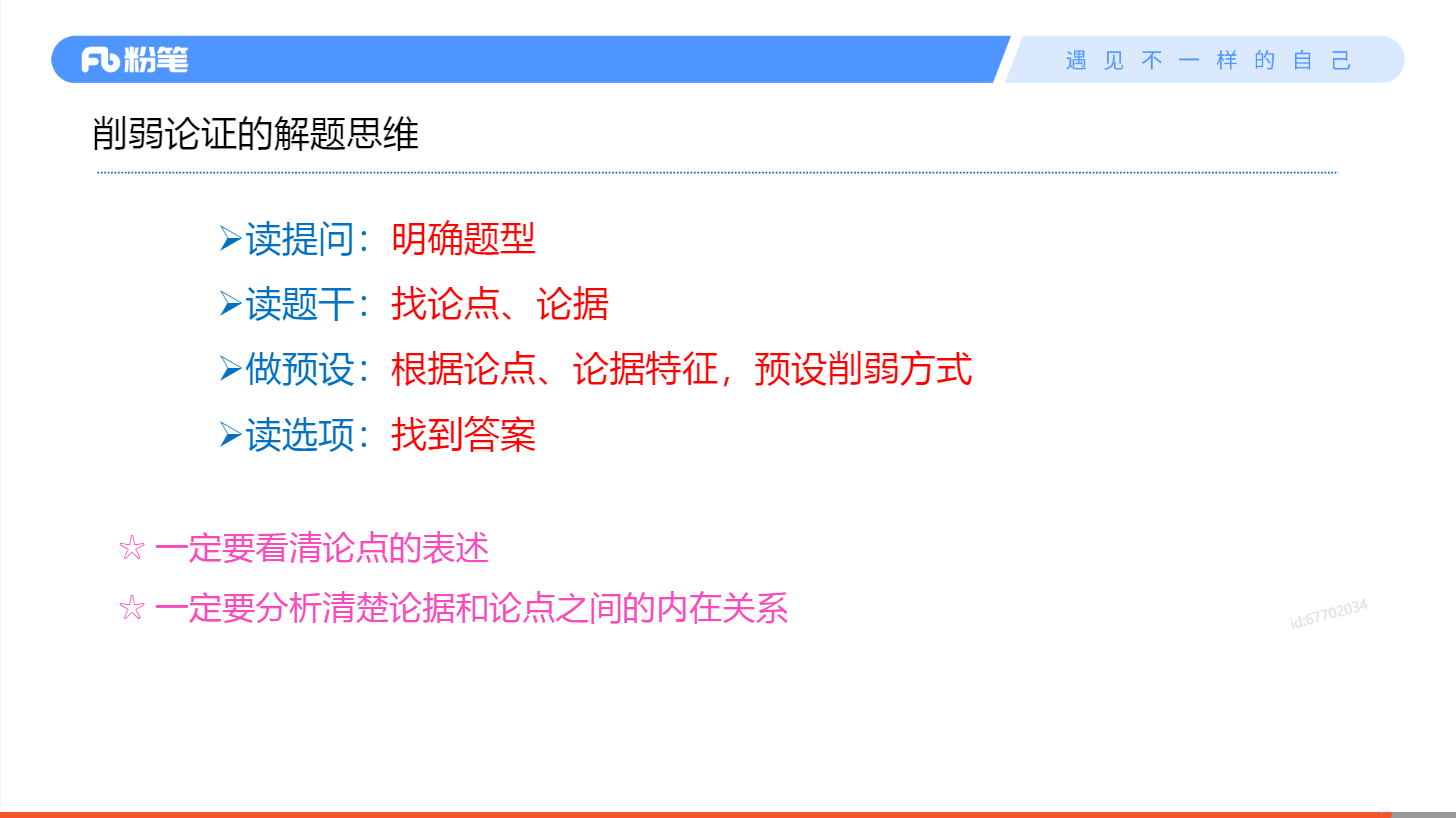 粉笔
遇见不一样的自己
削弱论证的解题思维
➢读提问：明确题型
➢读题干：找论点、论据
➢做预设：根据论点、论据特征，预设削弱方式
➢读选项：找到答案
☆ 一定要看清论点的表述
☆ 一定要分析清楚论据和论点之间的内在关系
id:67702034